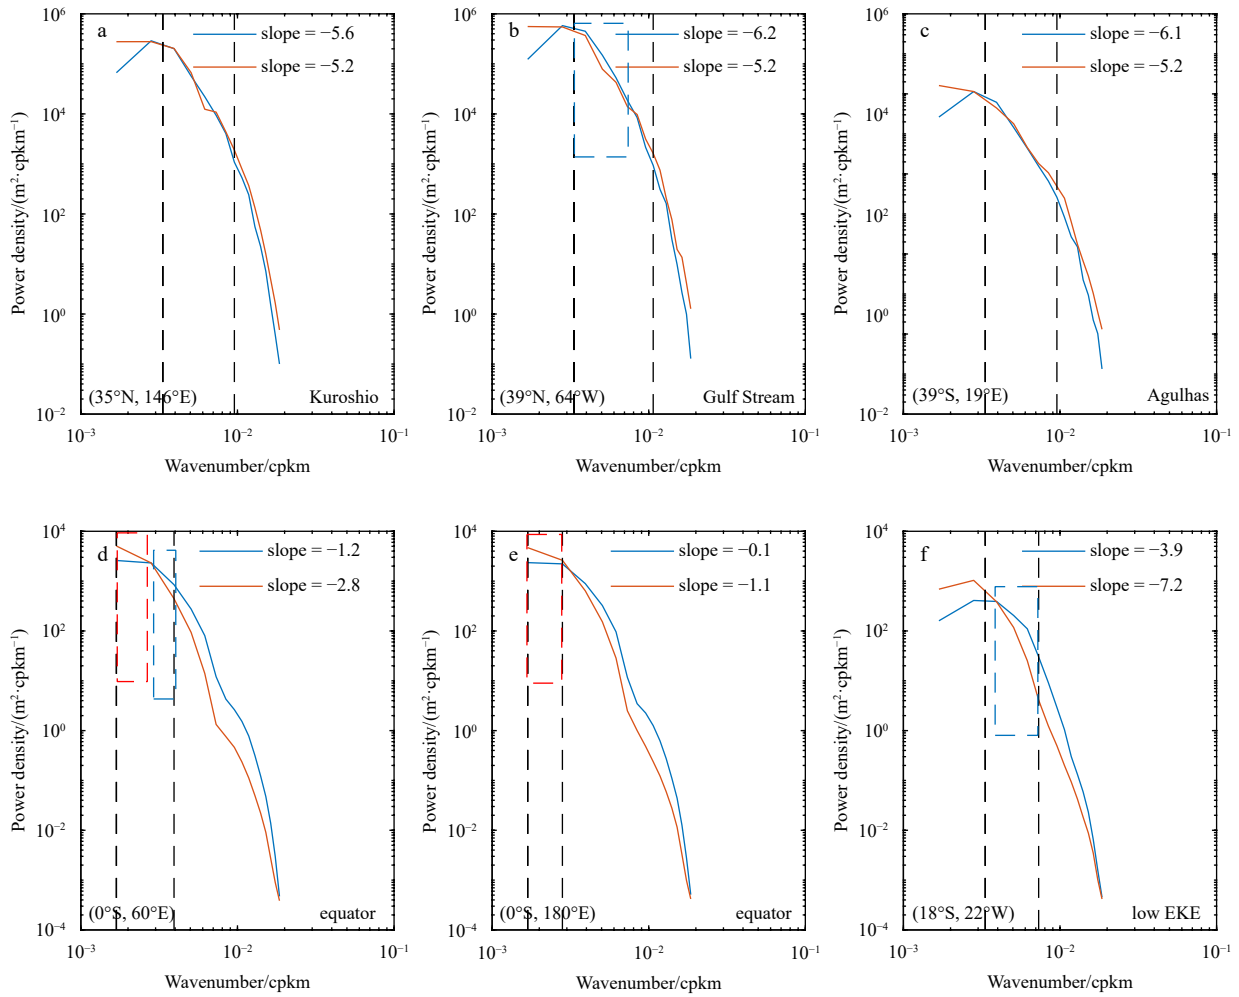 a
slope = −5.6
slope = −5.2
10⁶
10⁴
10²
10⁰
10⁻²
Power density/(m²·cpkm⁻¹)
(35°N, 146°E)
Kuroshio
10⁻³
10⁻²
10⁻¹
Wavenumber/cpkm
b
slope = −6.2
slope = −5.2
10⁶
10⁴
10²
10⁰
10⁻²
Power density/(m²·cpkm⁻¹)
(39°N, 64°W)
Gulf Stream
10⁻³
10⁻²
10⁻¹
Wavenumber/cpkm
c
slope = −6.1
slope = −5.2
10⁶
10⁴
10²
10⁰
10⁻²
Power density/(m²·cpkm⁻¹)
(39°S, 19°E)
Agulhas
10⁻³
10⁻²
10⁻¹
Wavenumber/cpkm
d
slope = −1.2
slope = −2.8
10⁴
10²
10⁰
10⁻²
10⁻⁴
Power density/(m²·cpkm⁻¹)
(0°S, 60°E)
equator
10⁻³
10⁻²
10⁻¹
Wavenumber/cpkm
e
slope = −0.1
slope = −1.1
10⁴
10²
10⁰
10⁻²
10⁻⁴
Power density/(m²·cpkm⁻¹)
(0°S, 180°E)
equator
10⁻³
10⁻²
10⁻¹
Wavenumber/cpkm
f
slope = −3.9
slope = −7.2
10⁴
10²
10⁰
10⁻²
10⁻⁴
Power density/(m²·cpkm⁻¹)
(18°S, 22°W)
low EKE
10⁻³
10⁻²
10⁻¹
Wavenumber/cpkm